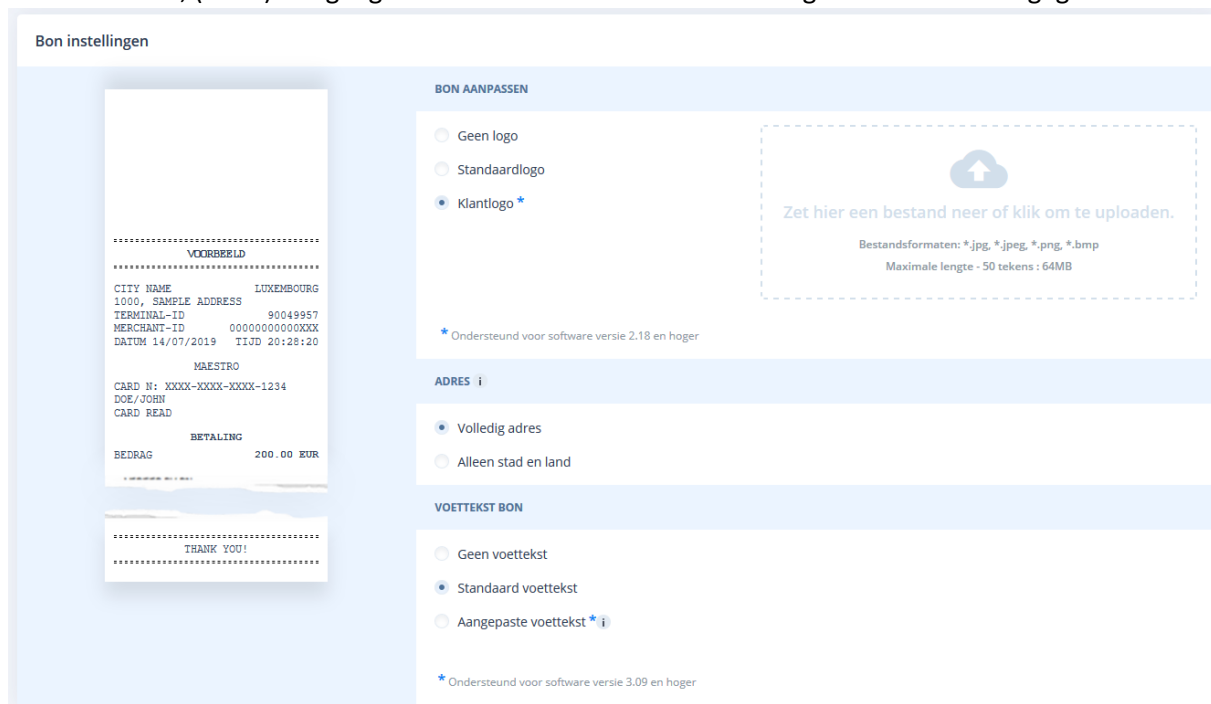 Bon instellingen
VOORBEELD
CITY NAME LUXEMBOURG
1000, SAMPLE ADDRESS
TERMINAL-ID 90049957
MERCHANT-ID 00000000000XXX
DATUM 14/07/2019 TIJD 20:28:20
MAESTRO
CARD N: XXXX-XXXX-XXXX-1234
DOE/JOHN
CARD READ
BETALING
BEDRAG 200.00 EUR
THANK YOU!
BON AANPASSEN
Geen logo
Standaardlogo
Klantlogo *
Zet hier een bestand neer of klik om te uploaden.
Bestandsformaten: *.jpg, *.jpeg, *.png, *.bmp
Maximale lengte - 50 tekens : 64MB
* Ondersteund voor software versie 2.18 en hoger
ADRES i
Volledig adres
Alleen stad en land
VOETTEKST BON
Geen voettekst
Standaard voettekst
Aangepaste voettekst * i
* Ondersteund voor software versie 3.09 en hoger